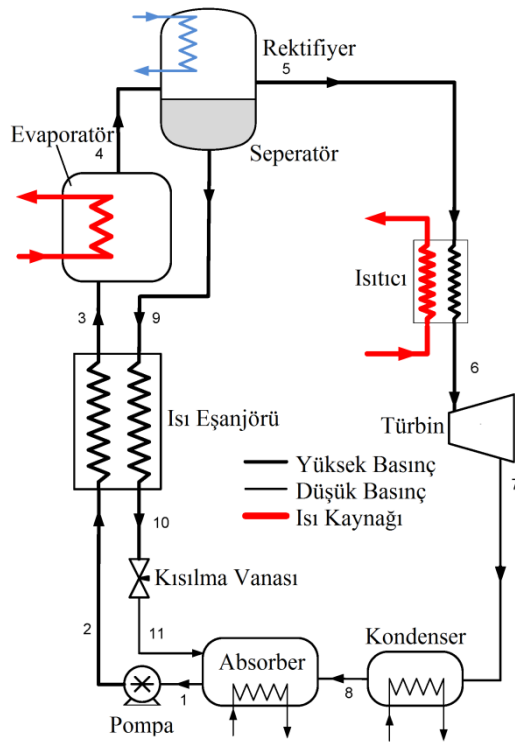 Rektifiyer
5
Evaporatör
4
Seperatör
Isıtıcı
3
9
6
Isı Eşanjörü
Türbin
7
Yüksek Basınç
Düşük Basınç
Isı Kaynağı
10
Kısılma Vanası
2
11
Kondenser
Absorber
1
8
Pompa